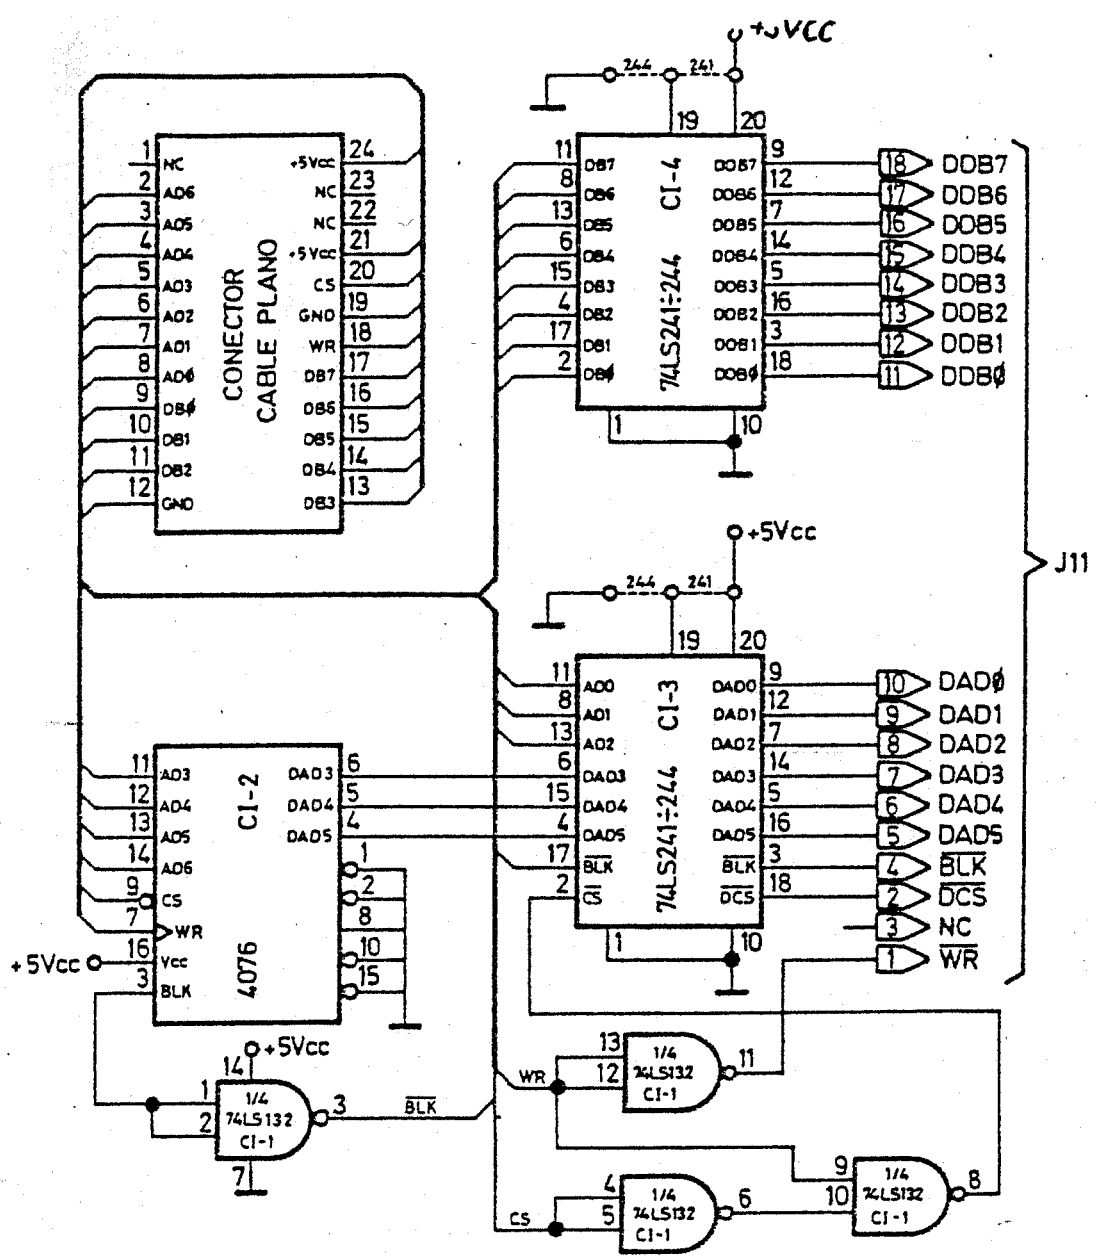 +5VCC
244 241
19 20
CI-4
74LS241÷244
11 DB7 DDB7 9 18 DDB7
8 DB6 DDB6 12 17 DDB6
13 DB5 DDB5 7 16 DDB5
6 DB4 DDB4 14 15 DDB4
15 DB3 DDB3 5 14 DDB3
4 DB2 DDB2 16 13 DDB2
17 DB1 DDB1 3 12 DDB1
2 DBØ DDBØ 18 11 DDBØ
1 10
CONECTOR
CABLE PLANO
1 NC +5Vcc 24
2 AD6 NC 23
3 AD5 NC 22
4 AD4 +5Vcc 21
5 AD3 CS 20
6 AD2 GND 19
7 AD1 WR 18
8 ADØ DB7 17
9 DBØ DB6 16
10 DB1 DB5 15
11 DB2 DB4 14
12 GND DB3 13
J11
+5Vcc
244 241
19 20
CI-3
74LS241÷244
11 AD0 DAD0 9 10 DADØ
8 AD1 DAD1 12 9 DAD1
13 AD2 DAD2 7 8 DAD2
6 DAD3 DAD3 14 7 DAD3
15 DAD4 DAD4 5 6 DAD4
4 DAD5 DAD5 16 5 DAD5
17 BLK BLK 3 4 BLK
2 CS DCS 18 2 DCS
3 NC
1 WR
1 10
CI-2
4076
11 AD3 DAD3 6
12 AD4 DAD4 5
13 AD5 DAD5 4
14 AD6 1
9 CS 2
7 WR 8
+5Vcc 16 Vcc 10
3 BLK 15
+5Vcc
14
1
2
1/4
74LS132
CI-1
3 BLK
7
WR
13
12
1/4
74LS132
CI-1
11
CS
4
5
1/4
74LS132
CI-1
6
9
10
1/4
74LS132
CI-1
8